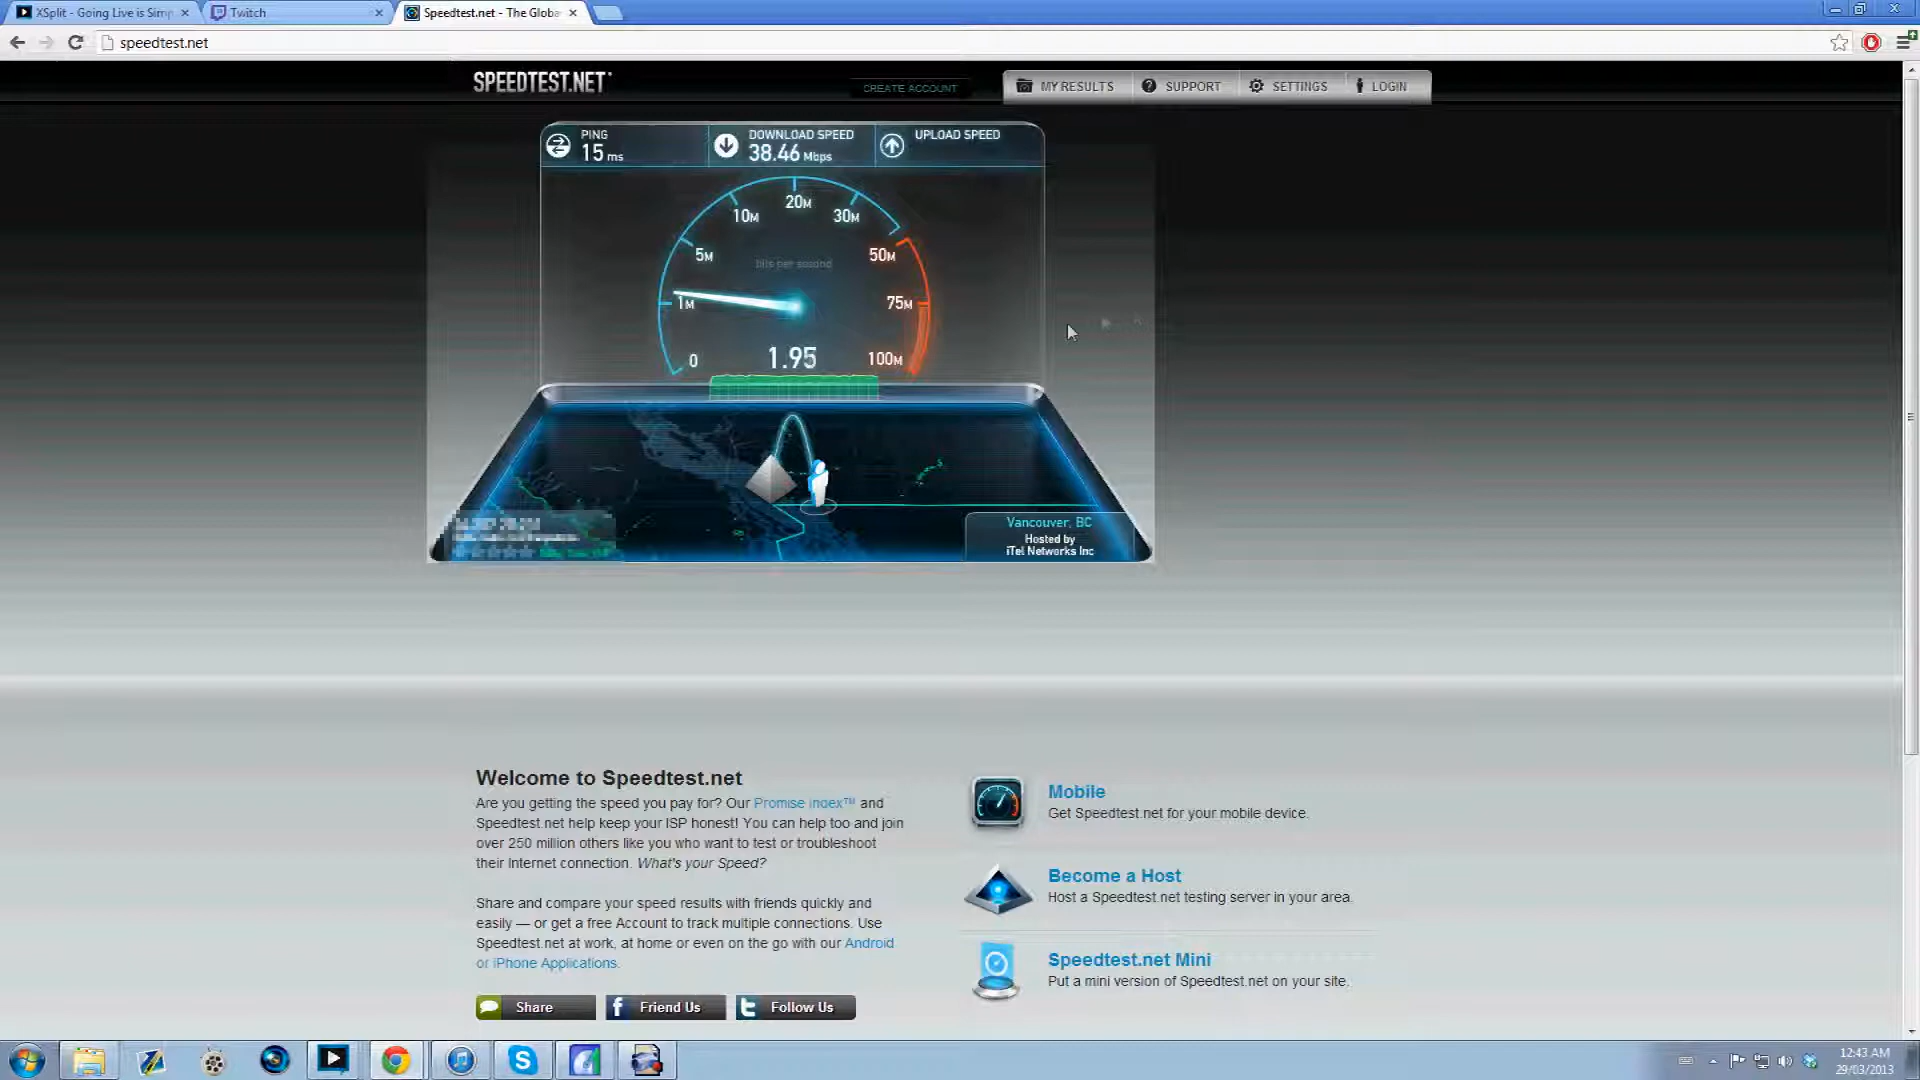 XSplit - Going Live is Simp
Twitch
Speedtest.net - The Globa
speedtest.net
SPEEDTEST.NET
CREATE ACCOUNT
MY RESULTS
SUPPORT
SETTINGS
LOGIN
PING
15 ms
DOWNLOAD SPEED
38.46 Mbps
UPLOAD SPEED
20M
10M
30M
5M
50M
bits per second
1M
75M
0
1.95
100M
Vancouver, BC
Hosted by
iTel Networks Inc
Welcome to Speedtest.net
Are you getting the speed you pay for? Our Promise Index™ and
Speedtest.net help keep your ISP honest! You can help too and join
over 250 million others like you who want to test or troubleshoot
their Internet connection. What's your Speed?
Share and compare your speed results with friends quickly and
easily — or get a free Account to track multiple connections. Use
Speedtest.net at work, at home or even on the go with our Android
or iPhone Applications.
Share
Friend Us
Follow Us
Mobile
Get Speedtest.net for your mobile device.
Become a Host
Host a Speedtest.net testing server in your area.
Speedtest.net Mini
Put a mini version of Speedtest.net on your site.
12:43 AM
29/03/2013